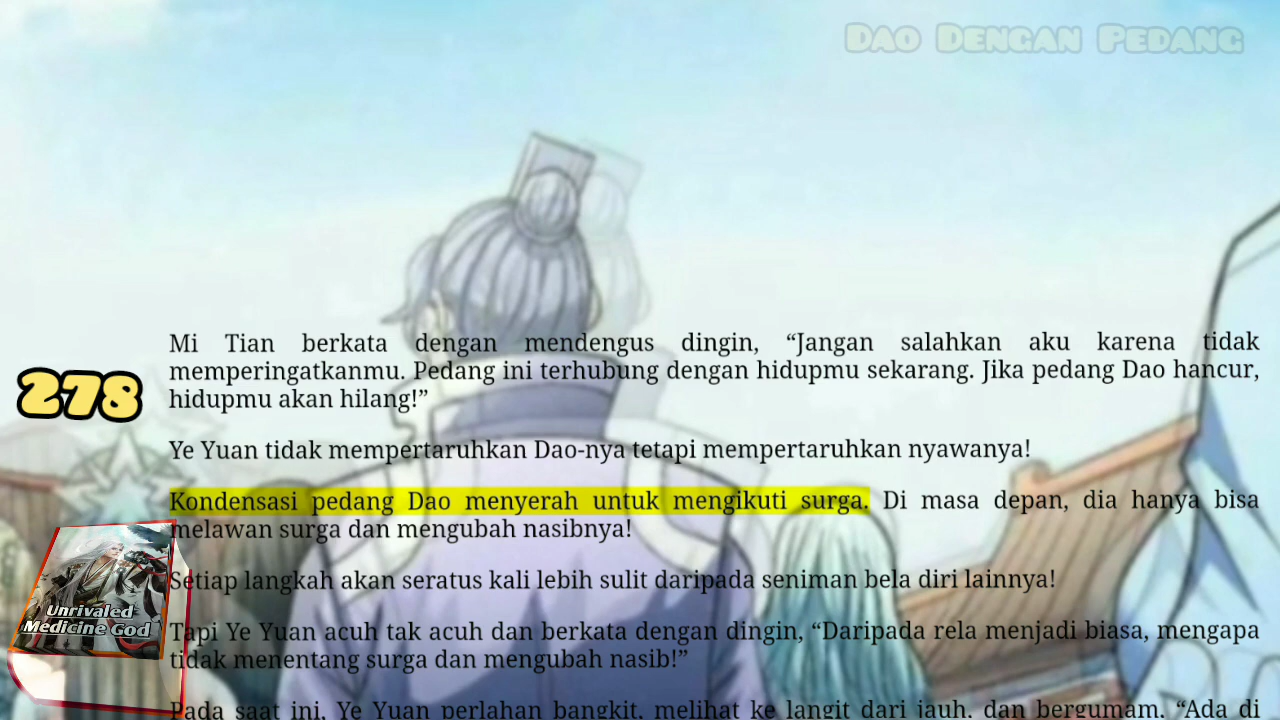 Dao Dengan Pedang
Mi Tian berkata dengan mendengus dingin, “Jangan salahkan aku karena tidak
memperingatkanmu. Pedang ini terhubung dengan hidupmu sekarang. Jika pedang Dao hancur,
hidupmu akan hilang!”
278
Ye Yuan tidak mempertaruhkan Dao-nya tetapi mempertaruhkan nyawanya!
Kondensasi pedang Dao menyerah untuk mengikuti surga. Di masa depan, dia hanya bisa
melawan surga dan mengubah nasibnya!
Setiap langkah akan seratus kali lebih sulit daripada seniman bela diri lainnya!
Unrivaled
Medicine God
Tapi Ye Yuan acuh tak acuh dan berkata dengan dingin, “Daripada rela menjadi biasa, mengapa
tidak menentang surga dan mengubah nasib!”
Pada saat ini, Ye Yuan perlahan bangkit, melihat ke langit dari jauh, dan bergumam, “Ada di